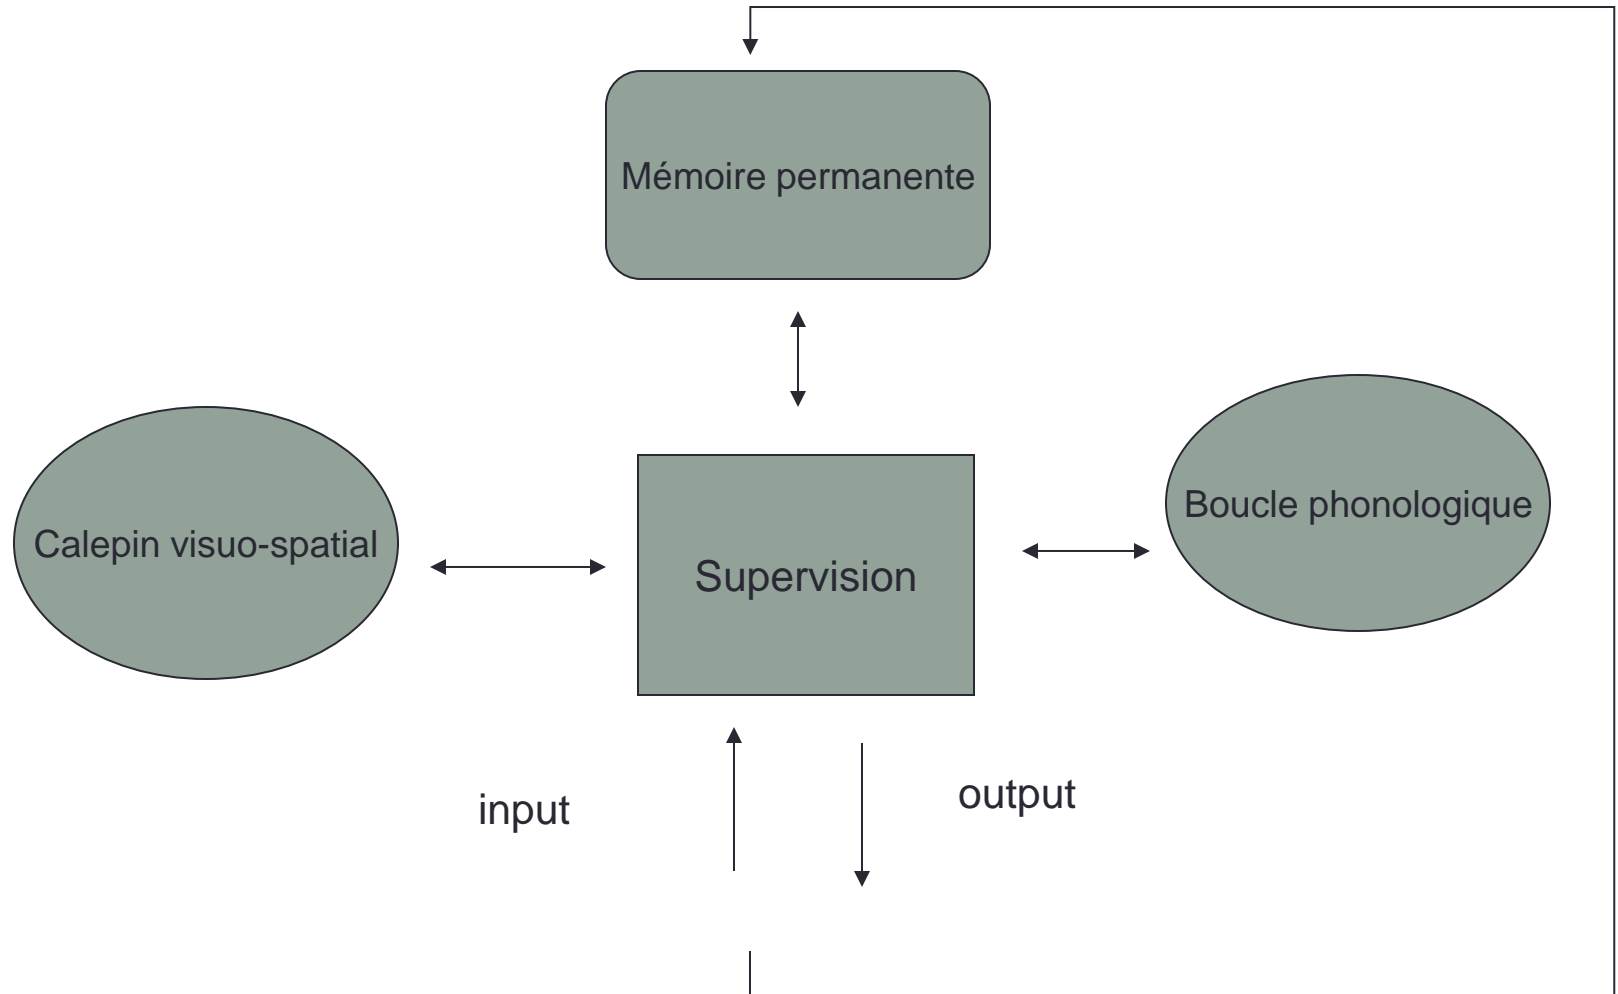 Mémoire permanente
Calepin visuo-spatial
Supervision
Boucle phonologique
input
output